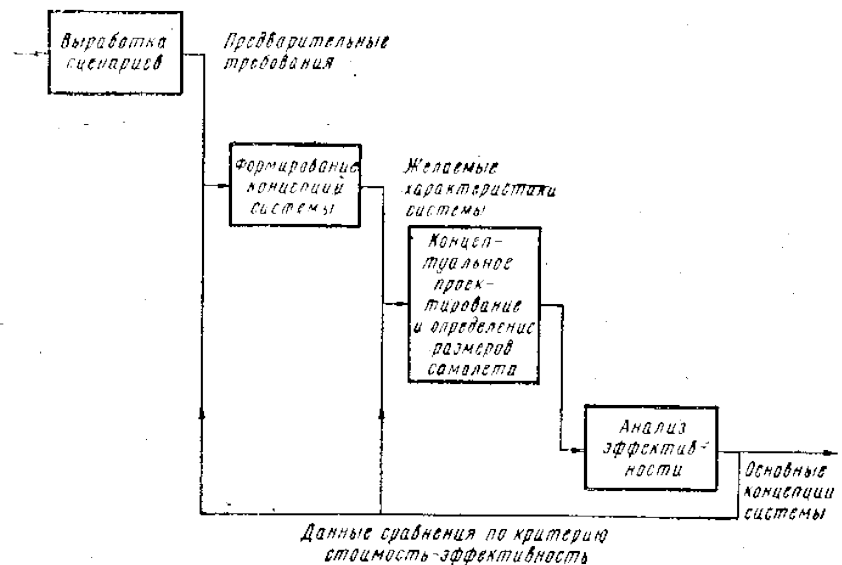 Выработка
сценариев
Предварительные
требования
Формирование
концепций
системы
Желаемые
характеристики
системы
Концеп-
туальное
проек-
тирование
и определение
размеров
самолета
Анализ
эффектив-
ности
Основные
концепции
системы
Данные сравнения по критерию
стоимость-эффективность